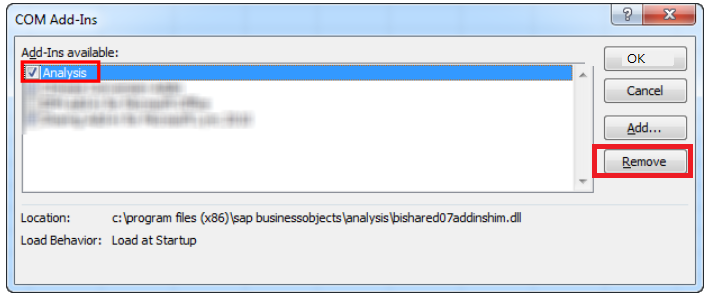 COM Add-Ins
Add-Ins available:
OK
Analysis
Cancel
Add...
Remove
Location: c:\program files (x86)\sap businessobjects\analysis\bishared07addinshim.dll
Load Behavior: Load at Startup